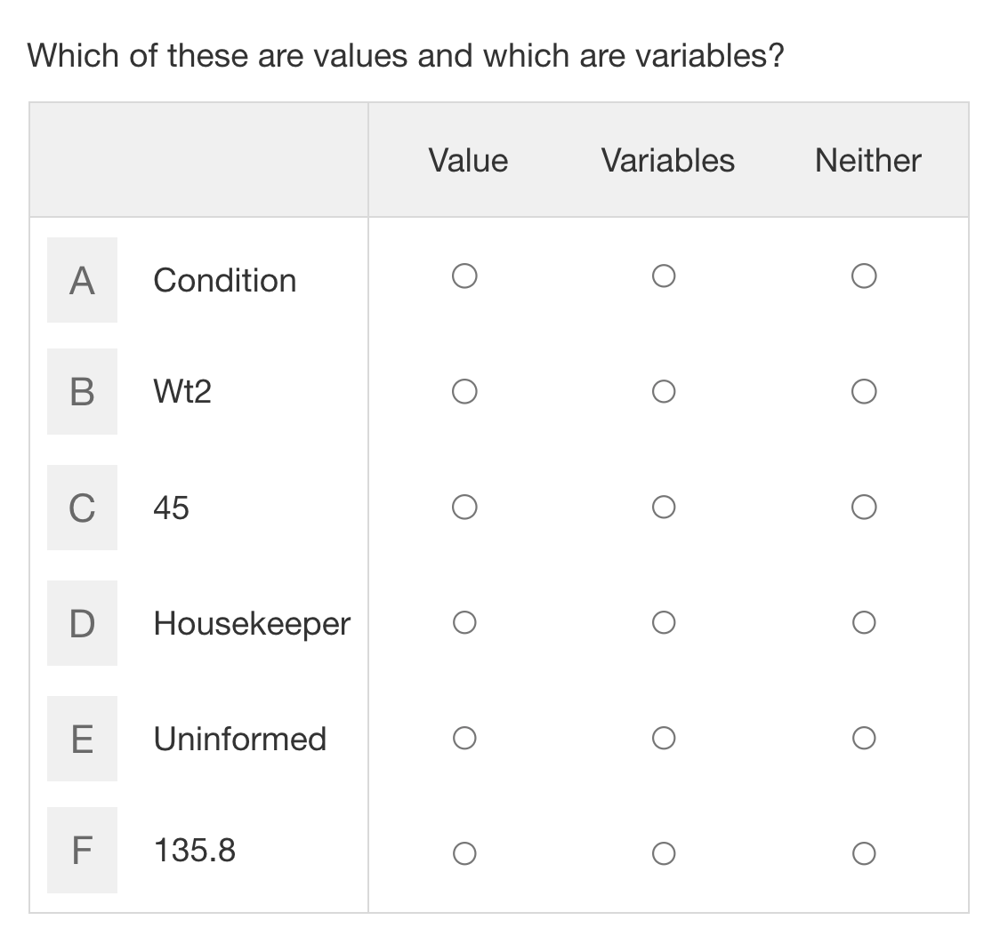 Which of these are values and which are variables?
Value Variables Neither
A Condition
B Wt2
C 45
D Housekeeper
E Uninformed
F 135.8